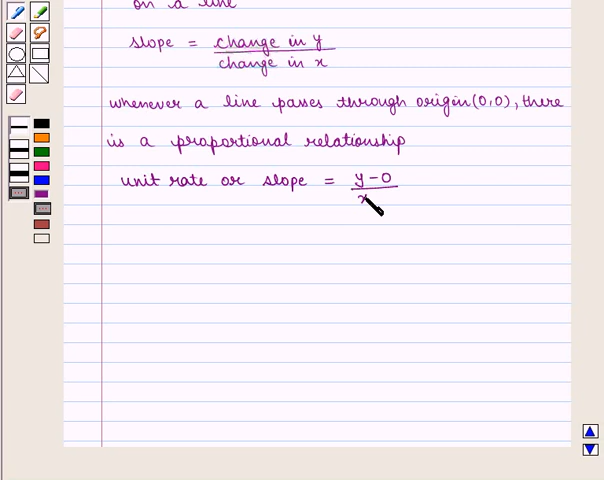 on a line
slope = change in y
change in x
whenever a line passes through origin (0,0), there
is a proportional relationship
unit rate or slope = y-0
x